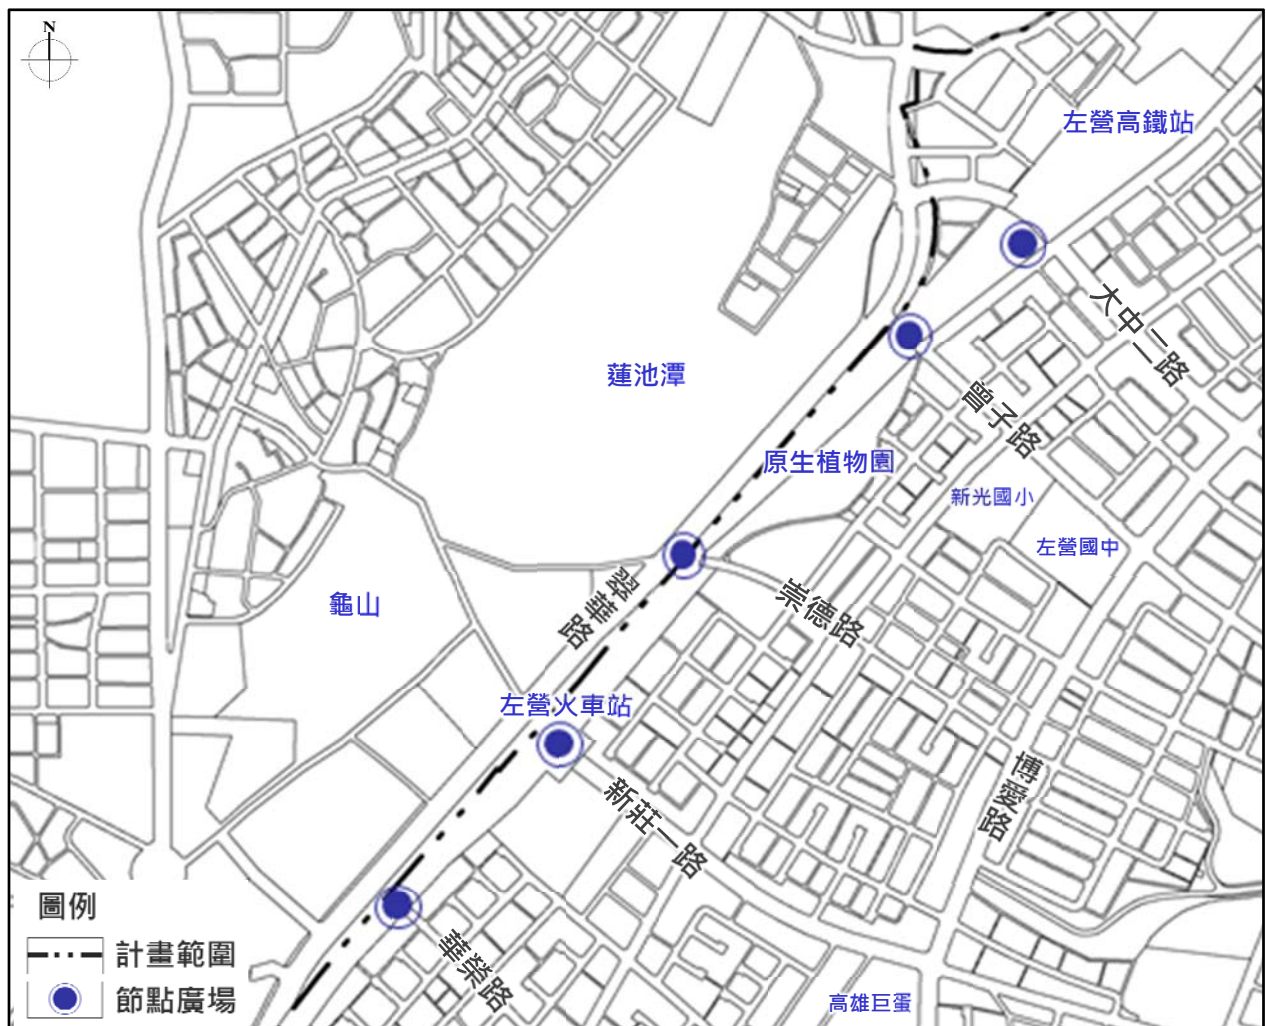 N
左營高鐵站
大中二路
蓮池潭
曾子路
原生植物園
新光國小
左營國中
翠華路
崇德路
龜山
左營火車站
新莊一路
博愛路
華榮路
高雄巨蛋
圖例
計畫範圍
節點廣場